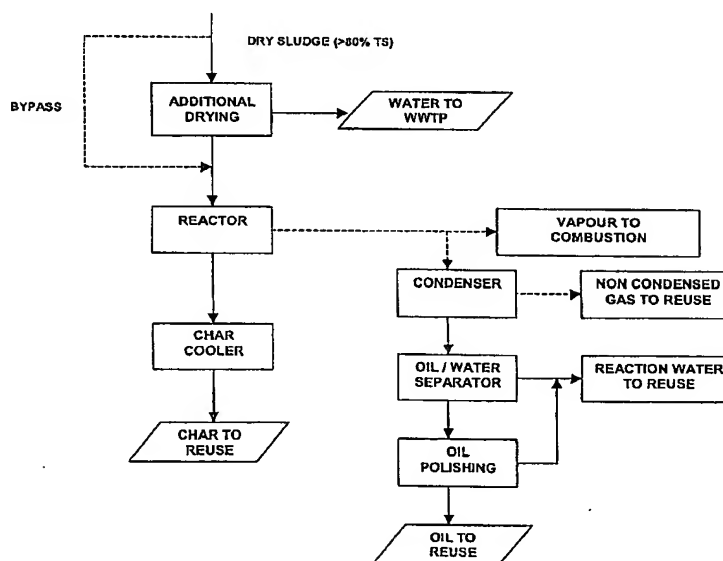 DRY SLUDGE (>80% TS)
BYPASS
ADDITIONAL
DRYING
WATER TO
WWTP
REACTOR
VAPOUR TO
COMBUSTION
CONDENSER
NON CONDENSED
GAS TO REUSE
CHAR
COOLER
OIL / WATER
SEPARATOR
REACTION WATER
TO REUSE
CHAR TO
REUSE
OIL
POLISHING
OIL TO
REUSE